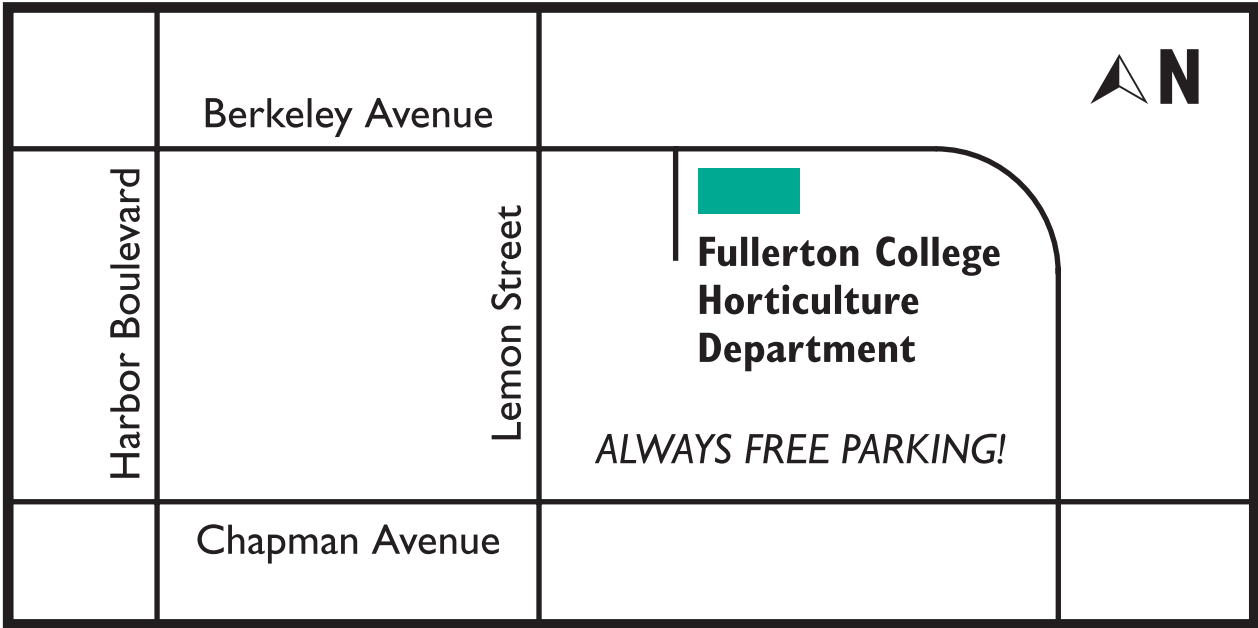 N
Berkeley Avenue
Harbor Boulevard
Lemon Street
Fullerton College
Horticulture
Department
ALWAYS FREE PARKING!
Chapman Avenue